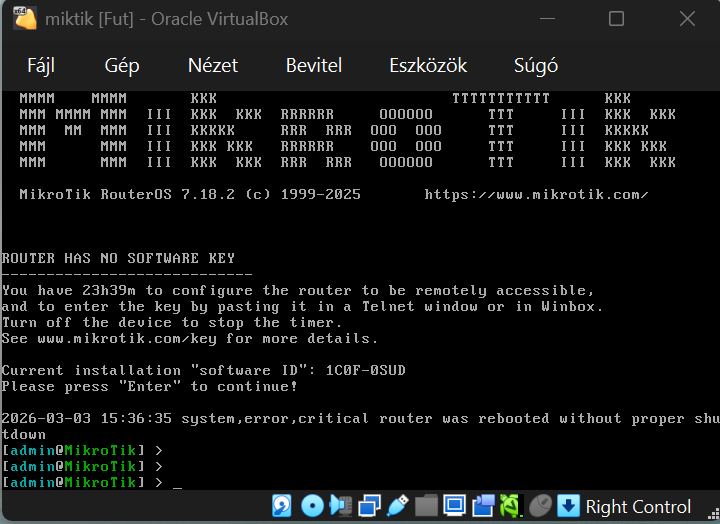 miktik [Fut] - Oracle VirtualBox
Fájl Gép Nézet Bevitel Eszközök Súgó
MMMM    MMMM       KKK                          TTTTTTTTTTT      KKK
MMM MMMM MMM  III  KKK  KKK  RRRRRR     OOOOOO      TTT     III  KKK  KKK
MMM  MM  MMM  III  KKKKK     RRR  RRR  OOO  OOO     TTT     III  KKKKK
MMM      MMM  III  KKK KKK   RRRRRR    OOO  OOO     TTT     III  KKK KKK
MMM      MMM  III  KKK  KKK  RRR  RRR   OOOOOO      TTT     III  KKK  KKK
MikroTik RouterOS 7.18.2 (c) 1999-2025       https://www.mikrotik.com/
ROUTER HAS NO SOFTWARE KEY
----------------------------
You have 23h39m to configure the router to be remotely accessible,
and to enter the key by pasting it in a Telnet window or in Winbox.
Turn off the device to stop the timer.
See www.mikrotik.com/key for more details.
Current installation "software ID": 1C0F-0SUD
Please press "Enter" to continue!
2026-03-03 15:36:35 system,error,critical router was rebooted without proper shu
tdown
[admin@MikroTik] >
[admin@MikroTik] >
[admin@MikroTik] > _
Right Control